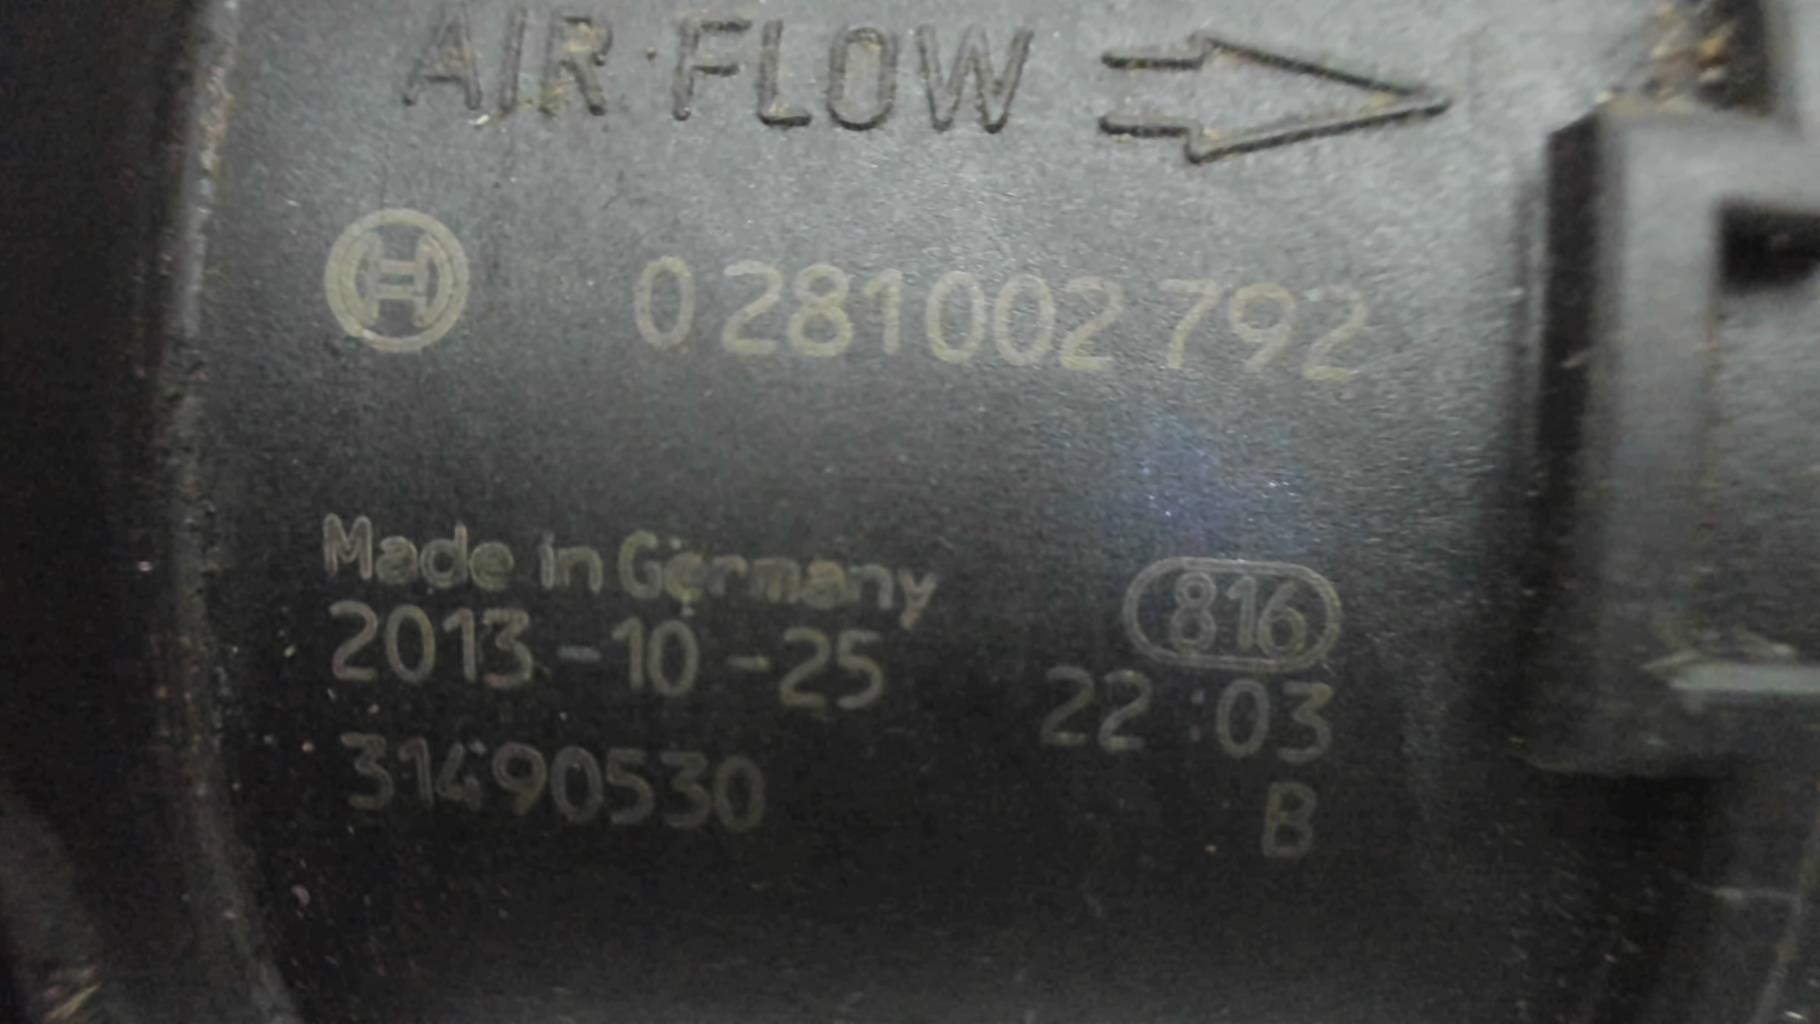 AIR FLOW
0 281 002 792
Made in Germany
816
2013-10-25
22:03
31490530
B